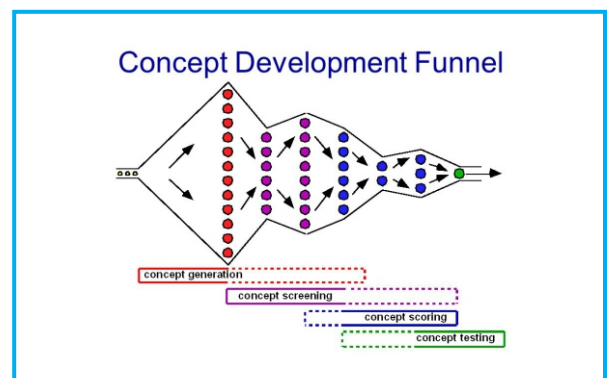 Concept Development Funnel
concept generation
concept screening
concept scoring
concept testing